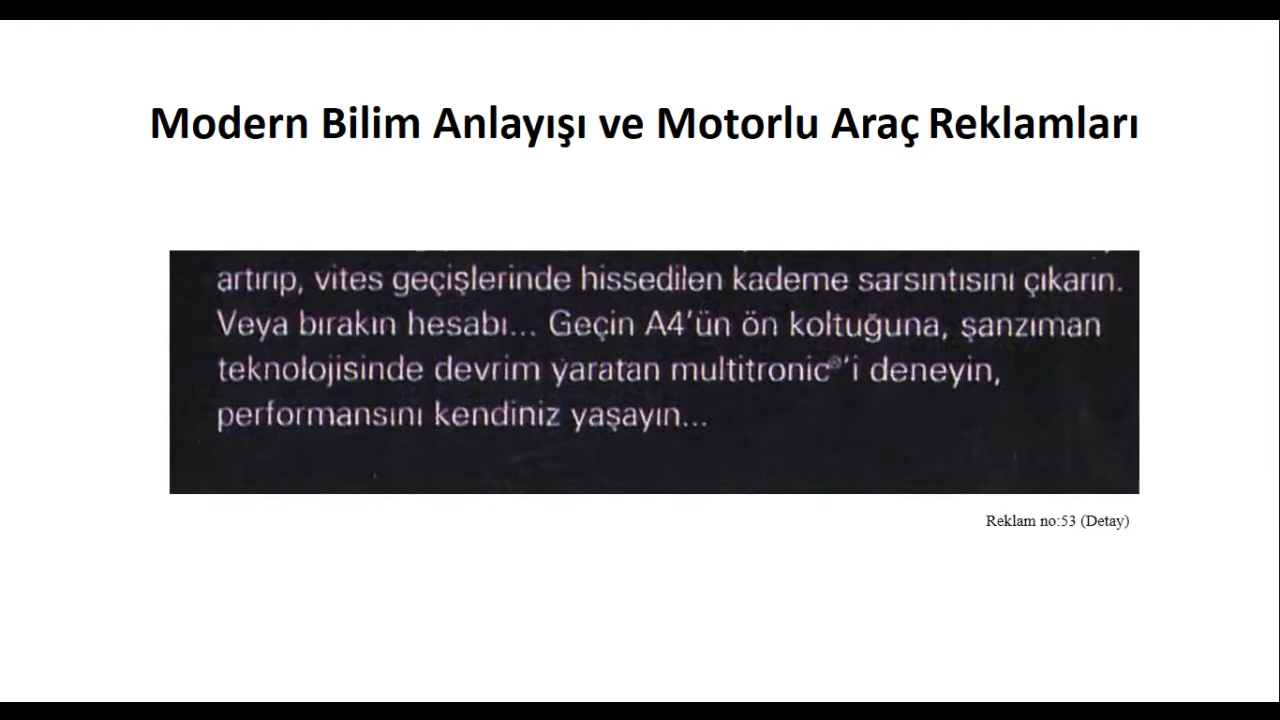 Modern Bilim Anlayışı ve Motorlu Araç Reklamları
artırıp, vites geçişlerinde hissedilen kademe sarsıntısını çıkarın.
Veya bırakın hesabı... Geçin A4'ün ön koltuğuna, şanzıman
teknolojisinde devrim yaratan multitronic®'i deneyin,
performansını kendiniz yaşayın...
Reklam no:53 (Detay)